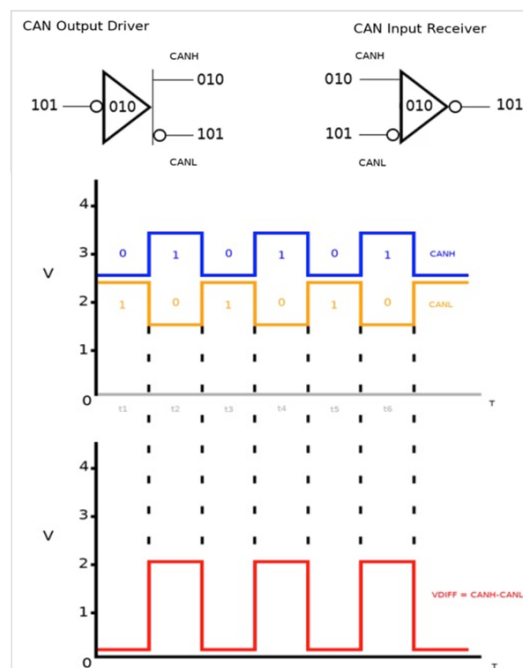 CAN Output Driver
CAN Input Receiver
CANH
CANH
010
010
101
010
010
101
101
101
CANL
CANL
4
3
V
2
1
0
0
1
0
1
0
1
CANH
1
0
1
0
1
0
CANL
t1
t2
t3
t4
t5
t6
T
4
3
V
2
1
0
VDIFF = CANH-CANL
T